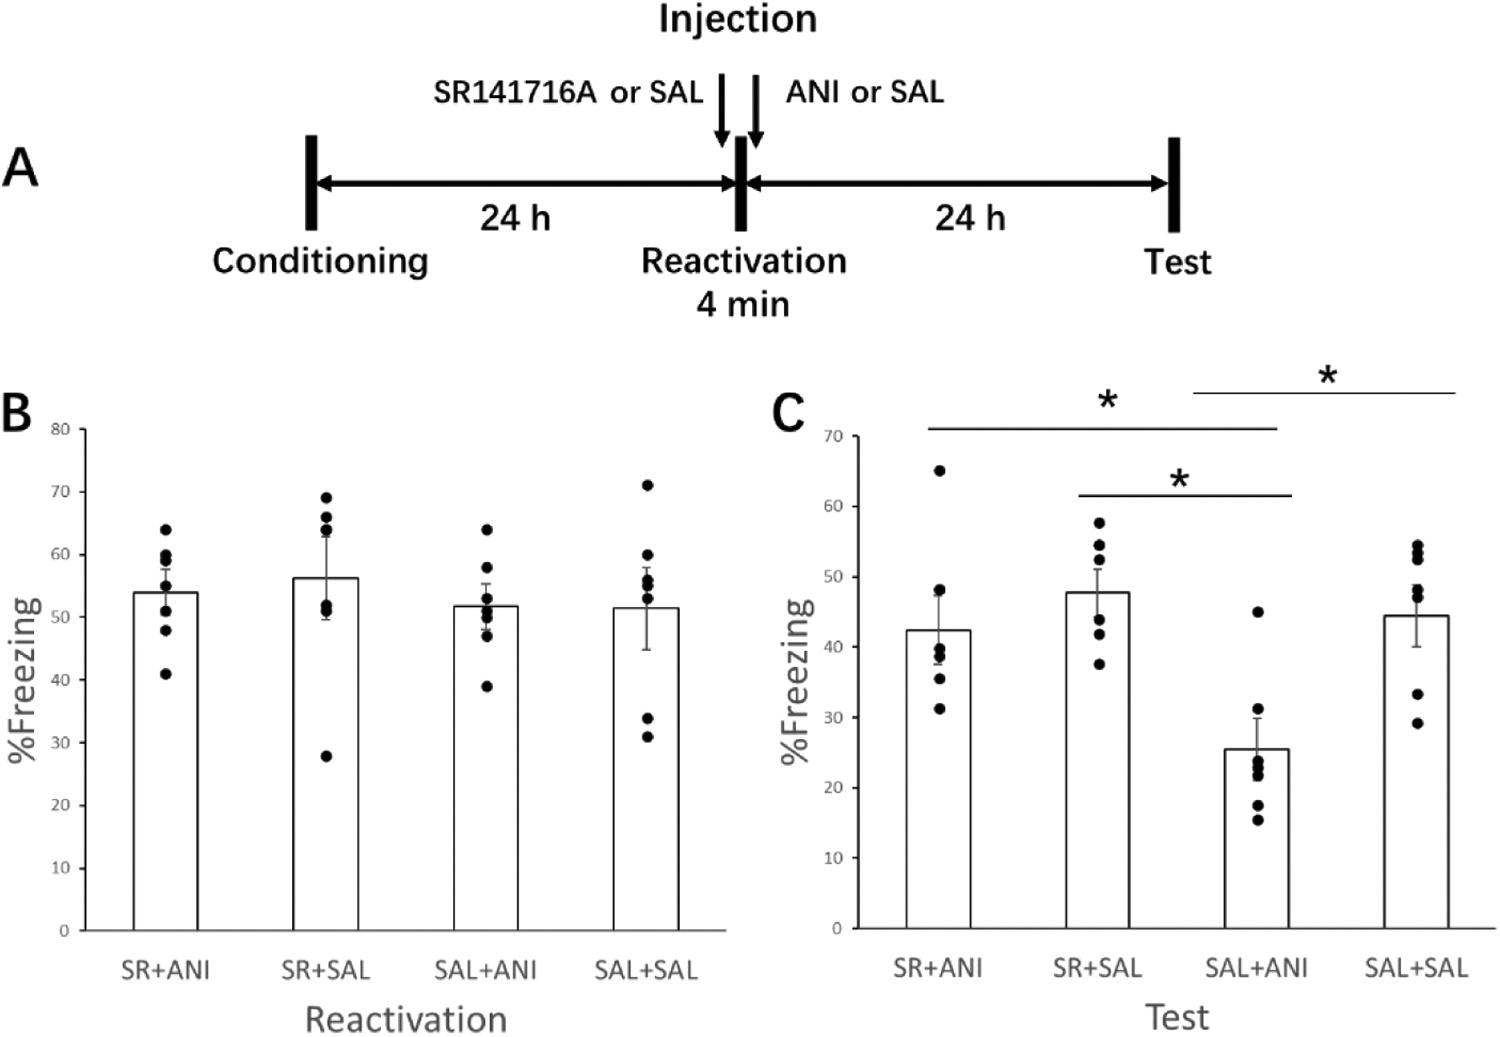 Injection
SR141716A or SAL
ANI or SAL
A
24 h
24 h
Conditioning
Reactivation
4 min
Test
B
%Freezing
80
70
60
50
40
30
20
10
0
SR+ANI
SR+SAL
SAL+ANI
SAL+SAL
Reactivation
C
*
*
*
%Freezing
70
60
50
40
30
20
10
0
SR+ANI
SR+SAL
SAL+ANI
SAL+SAL
Test